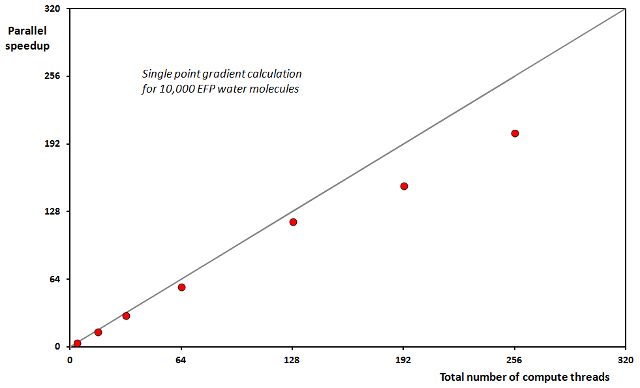 320
Parallel
speedup
256
Single point gradient calculation
for 10,000 EFP water molecules
192
128
64
0
0 64 128 192 256 320
Total number of compute threads